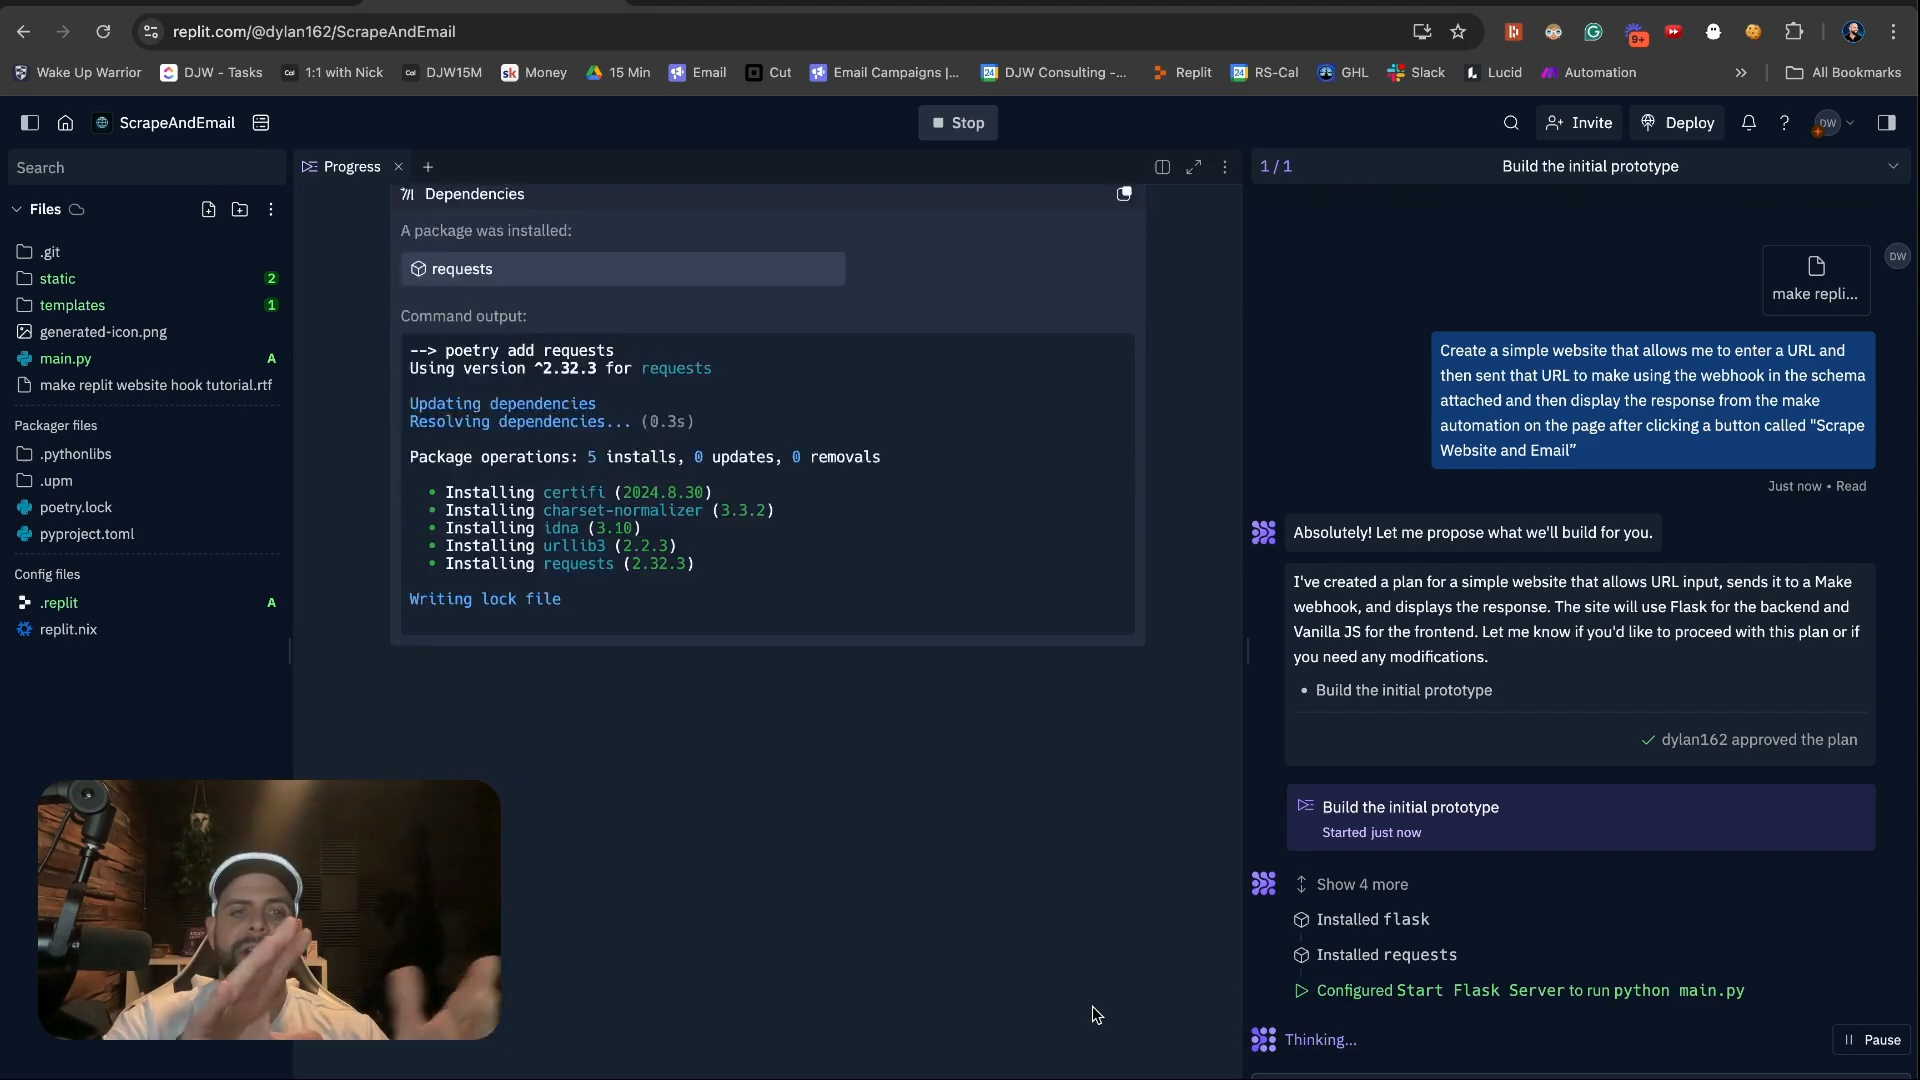 replit.com/@dylan162/ScrapeAndEmail
9+
Wake Up Warrior
DJW - Tasks
Cal 1:1 with Nick
Cal DJW15M
sk Money
15 Min
Email
Cut
Email Campaigns |...
24 DJW Consulting -...
Replit
24 RS-Cal
GHL
Slack
Lucid
Automation
All Bookmarks
ScrapeAndEmail
Stop
Invite
Deploy
DW
Search
Progress
1 / 1
Build the initial prototype
Files
.git
static 2
templates 1
generated-icon.png
main.py A
make replit website hook tutorial.rtf
Packager files
.pythonlibs
.upm
poetry.lock
pyproject.toml
Config files
.replit A
replit.nix
Dependencies
A package was installed:
requests
Command output:
--> poetry add requests
Using version ^2.32.3 for requests
Updating dependencies
Resolving dependencies... (0.3s)
Package operations: 5 installs, 0 updates, 0 removals
• Installing certifi (2024.8.30)
• Installing charset-normalizer (3.3.2)
• Installing idna (3.10)
• Installing urllib3 (2.2.3)
• Installing requests (2.32.3)
Writing lock file
DW
make repli...
Create a simple website that allows me to enter a URL and
then sent that URL to make using the webhook in the schema
attached and then display the response from the make
automation on the page after clicking a button called "Scrape
Website and Email”
Just now • Read
Absolutely! Let me propose what we'll build for you.
I've created a plan for a simple website that allows URL input, sends it to a Make
webhook, and displays the response. The site will use Flask for the backend and
Vanilla JS for the frontend. Let me know if you'd like to proceed with this plan or if
you need any modifications.
• Build the initial prototype
dylan162 approved the plan
Build the initial prototype
Started just now
Show 4 more
Installed flask
Installed requests
Configured Start Flask Server to run python main.py
Thinking...
Pause